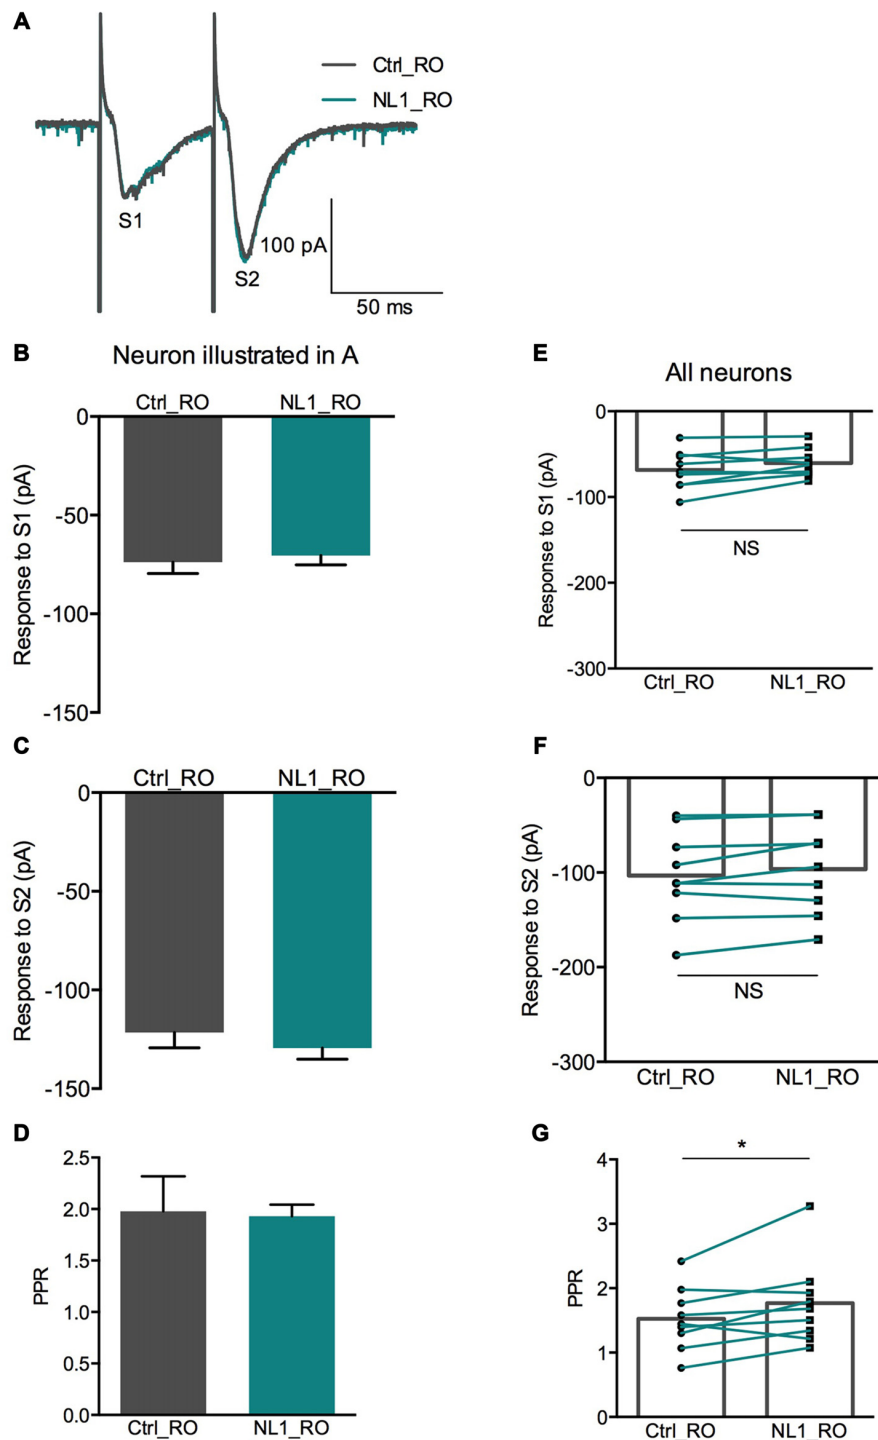 A
Ctrl_RO
NL1_RO
S1
S2
100 pA
50 ms
B
Neuron illustrated in A
Ctrl_RO NL1_RO
Response to S1 (pA)
0
-50
-100
-150
C
Ctrl_RO NL1_RO
Response to S2 (pA)
0
-50
-100
-150
D
PPR
2.5
2.0
1.5
1.0
0.5
0.0
Ctrl_RO NL1_RO
E
All neurons
Response to S1 (pA)
0
-100
-200
-300
NS
Ctrl_RO NL1_RO
F
Response to S2 (pA)
0
-100
-200
-300
NS
Ctrl_RO NL1_RO
G
PPR
4
3
2
1
0
*
Ctrl_RO NL1_RO